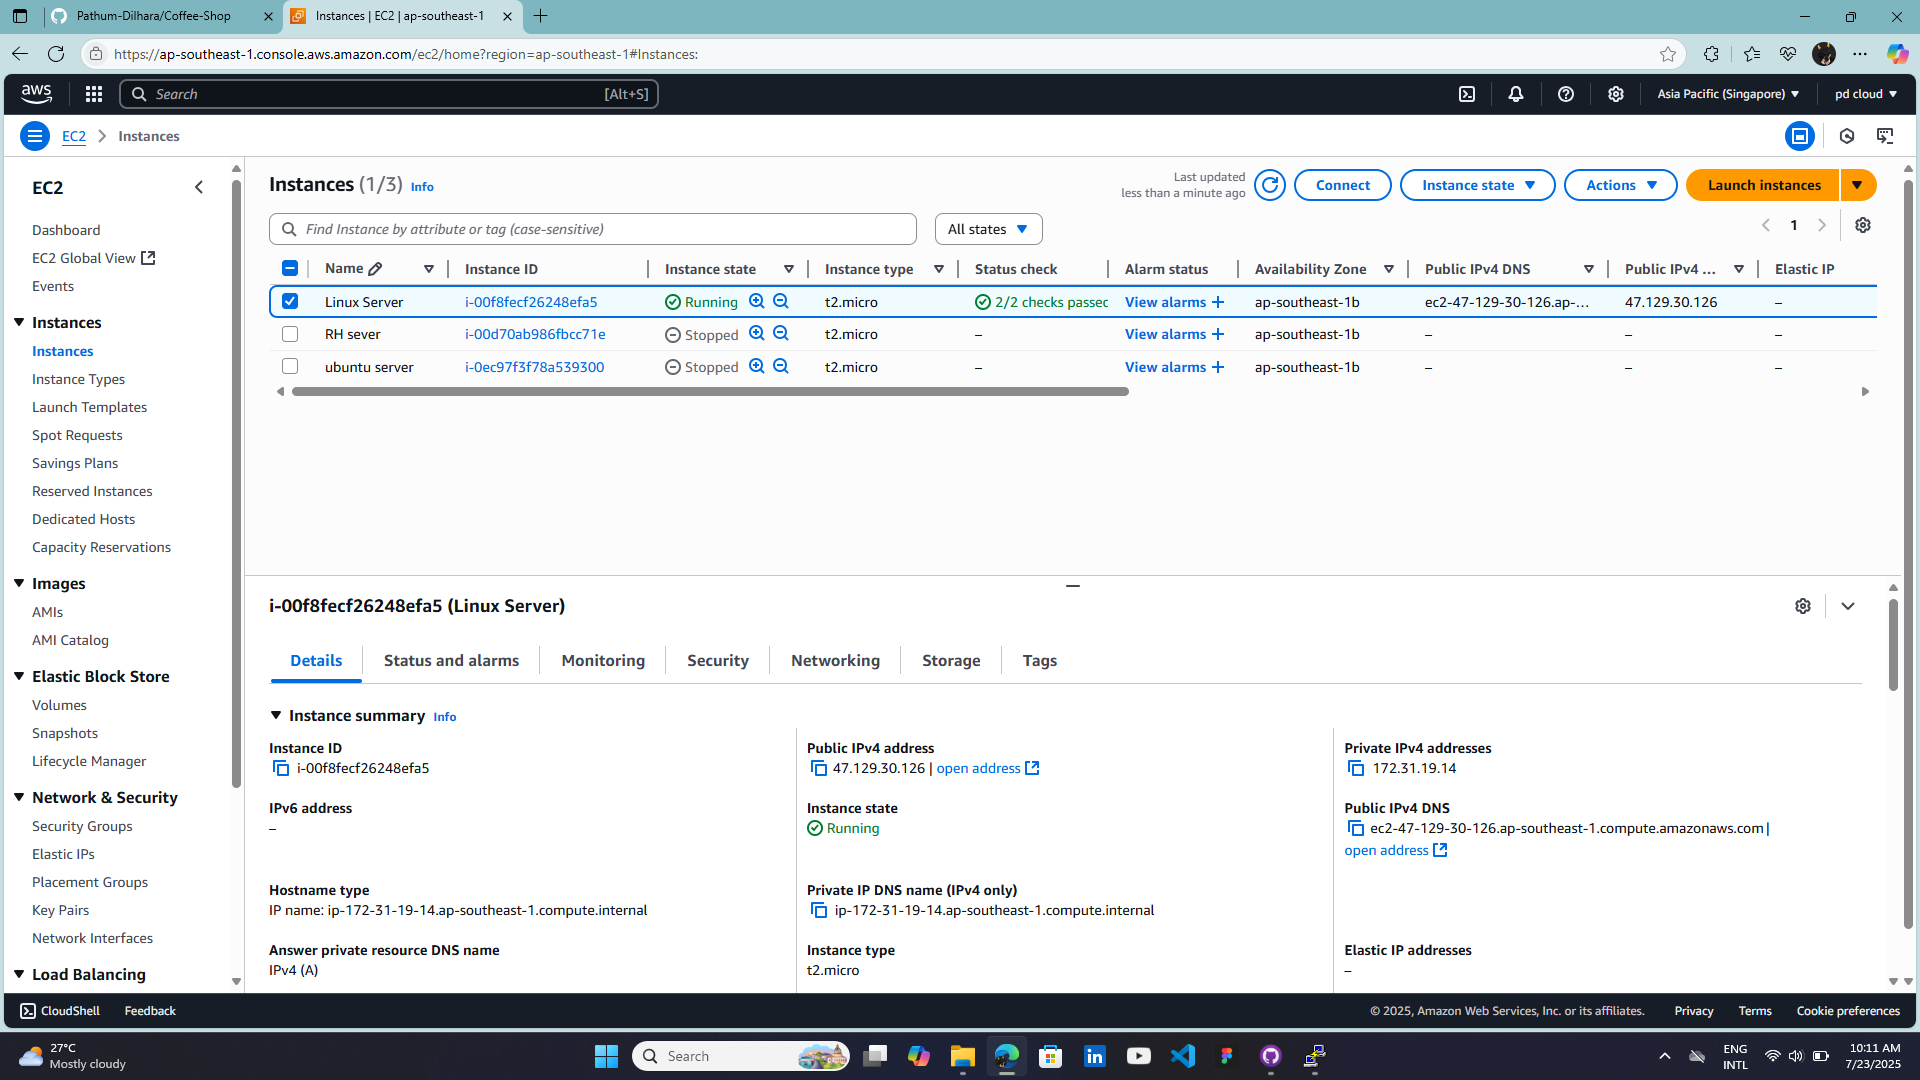 Pathum-Dilhara/Coffee-Shop
Instances | EC2 | ap-southeast-1
https://ap-southeast-1.console.aws.amazon.com/ec2/home?region=ap-southeast-1#Instances:
aws
Search [Alt+S]
Asia Pacific (Singapore)
pd cloud
EC2 Instances
EC2
Dashboard
EC2 Global View
Events
Instances
Instances
Instance Types
Launch Templates
Spot Requests
Savings Plans
Reserved Instances
Dedicated Hosts
Capacity Reservations
Images
AMIs
AMI Catalog
Elastic Block Store
Volumes
Snapshots
Lifecycle Manager
Network & Security
Security Groups
Elastic IPs
Placement Groups
Key Pairs
Network Interfaces
Load Balancing
Instances (1/3) Info
Last updated
less than a minute ago
Connect
Instance state
Actions
Launch instances
Find Instance by attribute or tag (case-sensitive)
All states
1
Name Instance ID Instance state Instance type Status check Alarm status Availability Zone Public IPv4 DNS Public IPv4 ... Elastic IP
Linux Server i-00f8fecf26248efa5 Running t2.micro 2/2 checks passec View alarms + ap-southeast-1b ec2-47-129-30-126.ap-... 47.129.30.126 –
RH sever i-00d70ab986fbcc71e Stopped t2.micro – View alarms + ap-southeast-1b – – –
ubuntu server i-0ec97f3f78a539300 Stopped t2.micro – View alarms + ap-southeast-1b – – –
i-00f8fecf26248efa5 (Linux Server)
Details Status and alarms Monitoring Security Networking Storage Tags
Instance summary Info
Instance ID
i-00f8fecf26248efa5
Public IPv4 address
47.129.30.126 | open address
Private IPv4 addresses
172.31.19.14
IPv6 address
–
Instance state
Running
Public IPv4 DNS
ec2-47-129-30-126.ap-southeast-1.compute.amazonaws.com |
open address
Hostname type
IP name: ip-172-31-19-14.ap-southeast-1.compute.internal
Private IP DNS name (IPv4 only)
ip-172-31-19-14.ap-southeast-1.compute.internal
Answer private resource DNS name
IPv4 (A)
Instance type
t2.micro
Elastic IP addresses
–
CloudShell
Feedback
© 2025, Amazon Web Services, Inc. or its affiliates.
Privacy
Terms
Cookie preferences
27°C
Mostly cloudy
Search
ENG
INTL
10:11 AM
7/23/2025